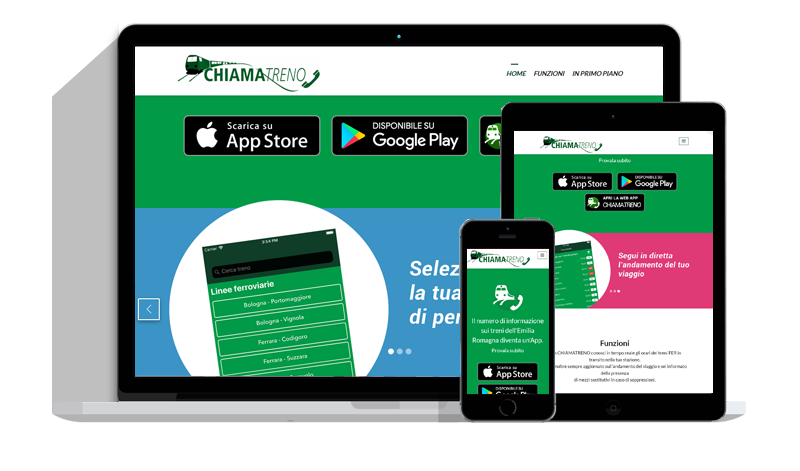 CHIAMATRENO
HOME FUNZIONI IN PRIMO PIANO
Scarica su
App Store
DISPONIBILE SU
Google Play
Carrier
3:54 PM
Cerca treno
Linee ferroviarie
Bologna - Portomaggiore
Bologna - Vignola
Ferrara - Codigoro
Ferrara - Suzzara
Selez
la tua
di per
CHIAMATRENO
Provala subito
Scarica su
App Store
DISPONIBILE SU
Google Play
APRI LA WEB APP
CHIAMATRENO
Segui in diretta
l'andamento del tuo
viaggio
Funzioni
CHIAMATRENO conosci in tempo reale gli orari dei treni FER in
transito nella tua stazione.
sempre aggiornato sull'andamento del viaggio e sei informato
della presenza
di mezzi sostitutivi in caso di soppressioni.
CHIAMATRENO
Il numero di informazione
sui treni dell'Emilia
Romagna diventa un'App.
Provala subito
Scarica su
App Store
DISPONIBILE SU
Google Play